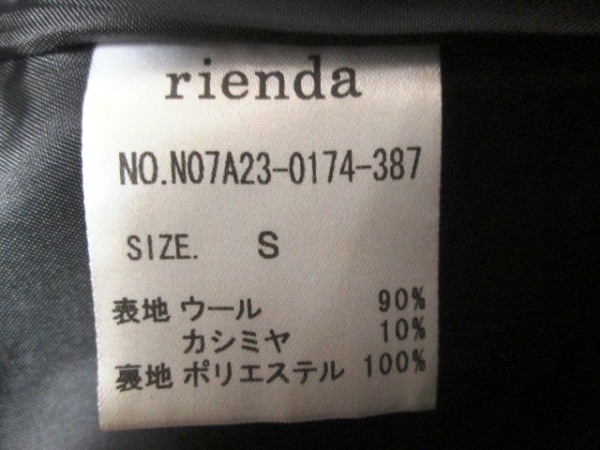 rienda
NO.N07A23-0174-387
SIZE. S
表地 ウール 90%
カシミヤ 10%
裏地 ポリエステル 100%